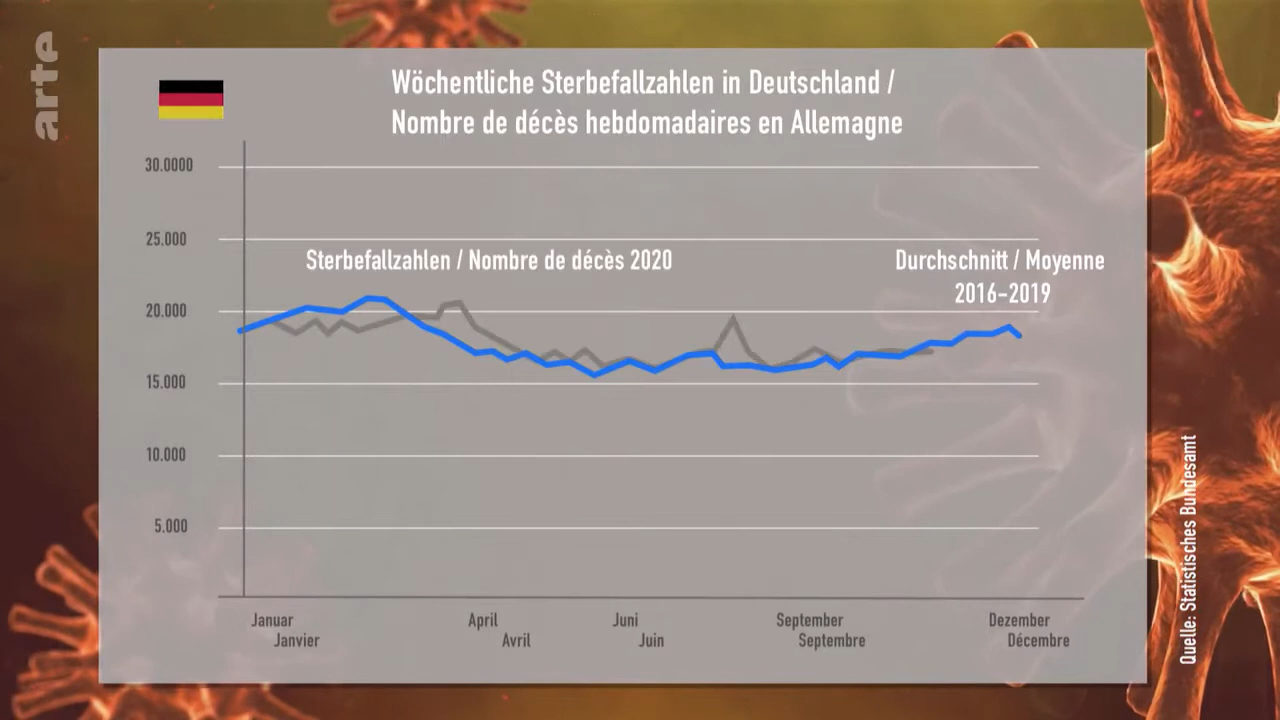 arte
Wöchentliche Sterbefallzahlen in Deutschland /
Nombre de décès hebdomadaires en Allemagne
30.0000
25.000
Sterbefallzahlen / Nombre de décès 2020
Durchschnitt / Moyenne
2016-2019
20.000
15.000
10.000
5.000
Januar
Janvier
April
Avril
Juni
Juin
September
Septembre
Dezember
Décembre
Quelle: Statistisches Bundesamt